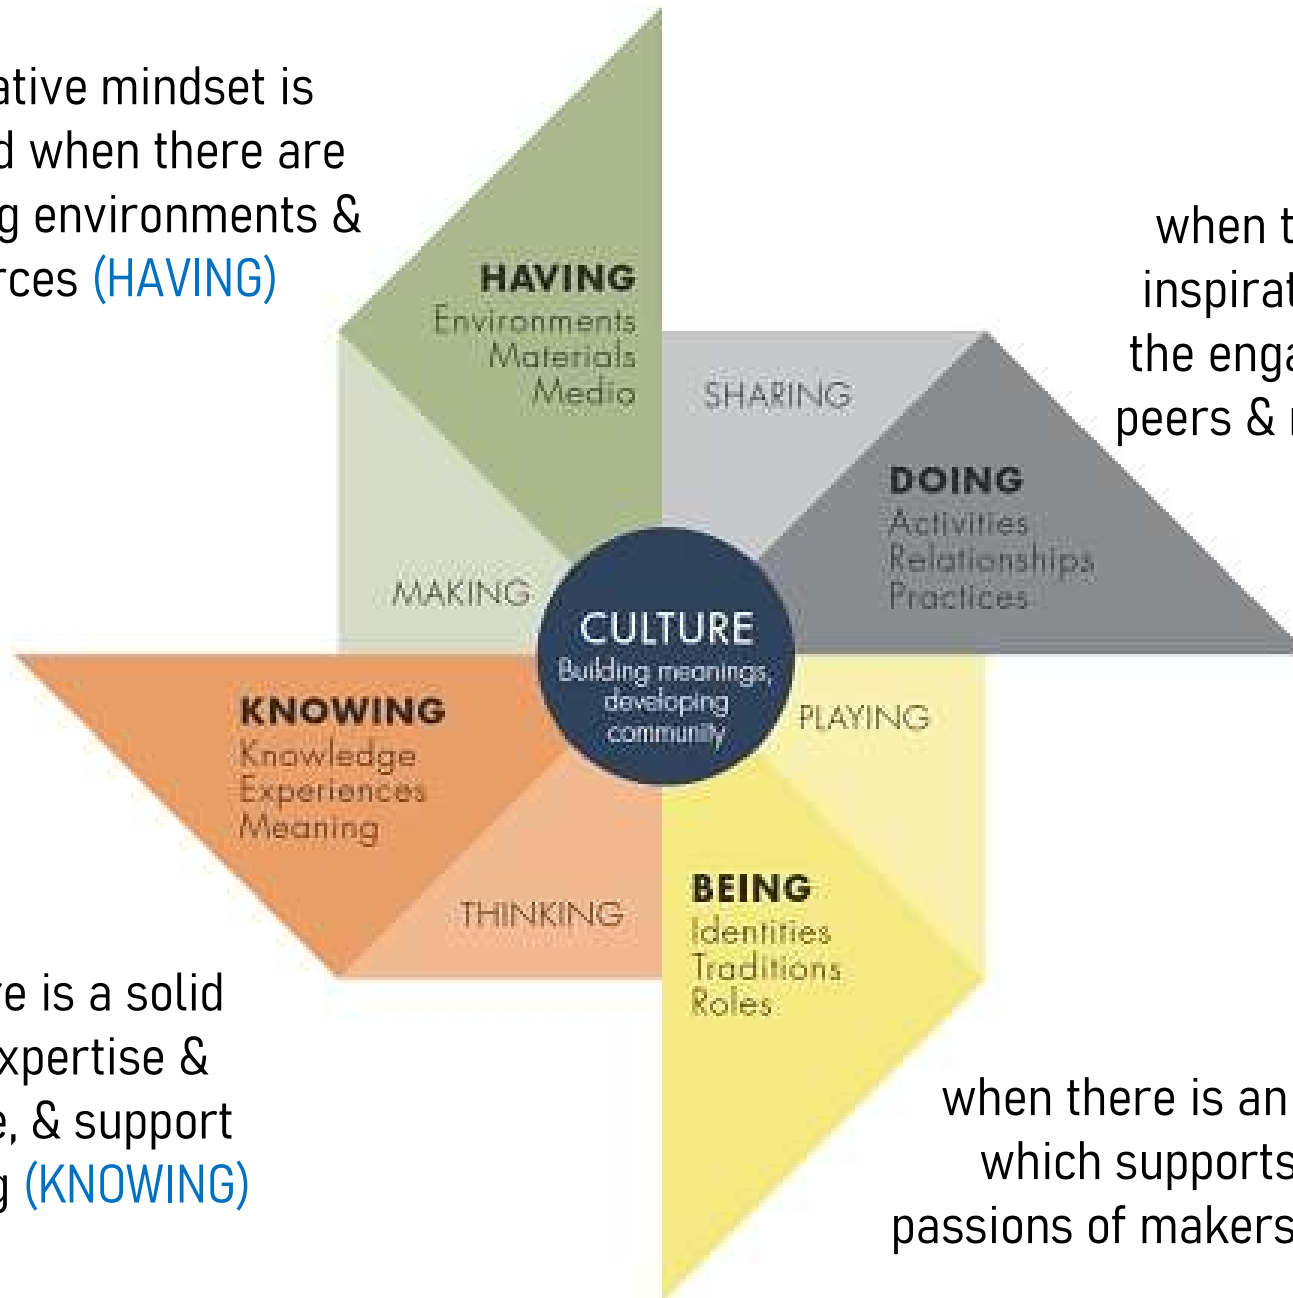 ative mindset is
d when there are
g environments &
rces (HAVING)
when t
inspirat
the enga
peers &
HAVING
Environments
Materials
Media
SHARING
DOING
Activities
Relationships
Practices
MAKING
CULTURE
Building meanings,
developing
community
PLAYING
KNOWING
Knowledge
Experiences
Meaning
THINKING
BEING
Identities
Traditions
Roles
re is a solid
xpertise &
e, & support
g (KNOWING)
when there is an
which supports
passions of makers